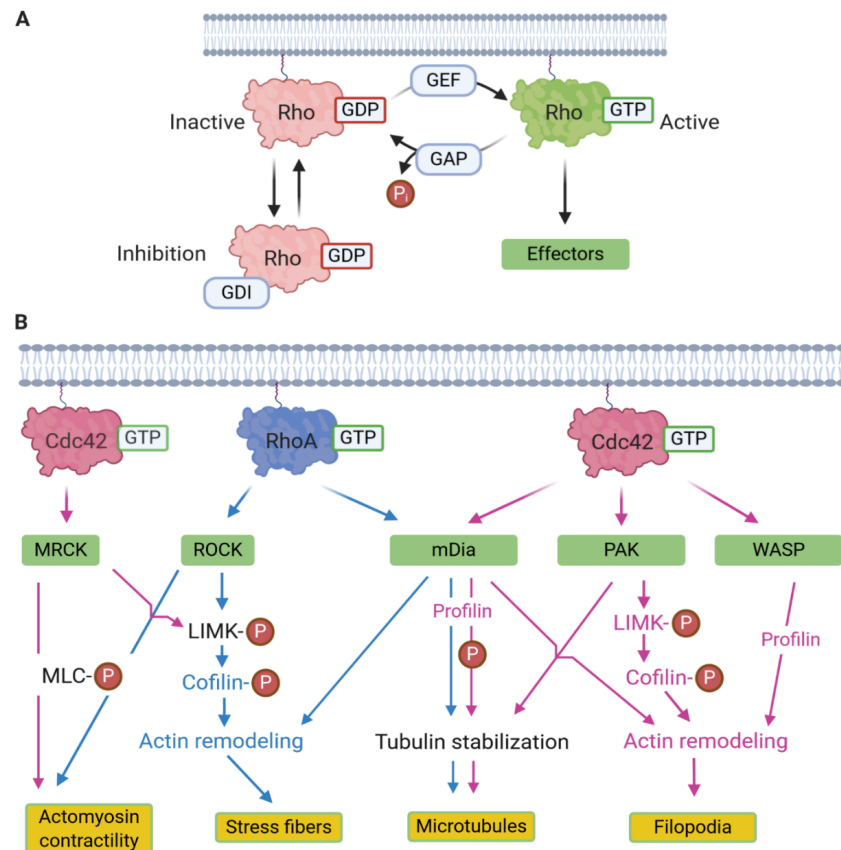 A
GEF
Rho
GDP
Rho
GTP
Inactive
Active
GAP
Pi
Inhibition
Rho
GDP
GDI
Effectors
B
Cdc42
GTP
RhoA
GTP
Cdc42
GTP
MRCK
ROCK
mDia
PAK
WASP
Profilin
LIMK-P
LIMK-P
Profilin
P
MLC-P
Cofilin-P
Cofilin-P
Actin remodeling
Tubulin stabilization
Actin remodeling
Actomyosin
contractility
Stress fibers
Microtubules
Filopodia